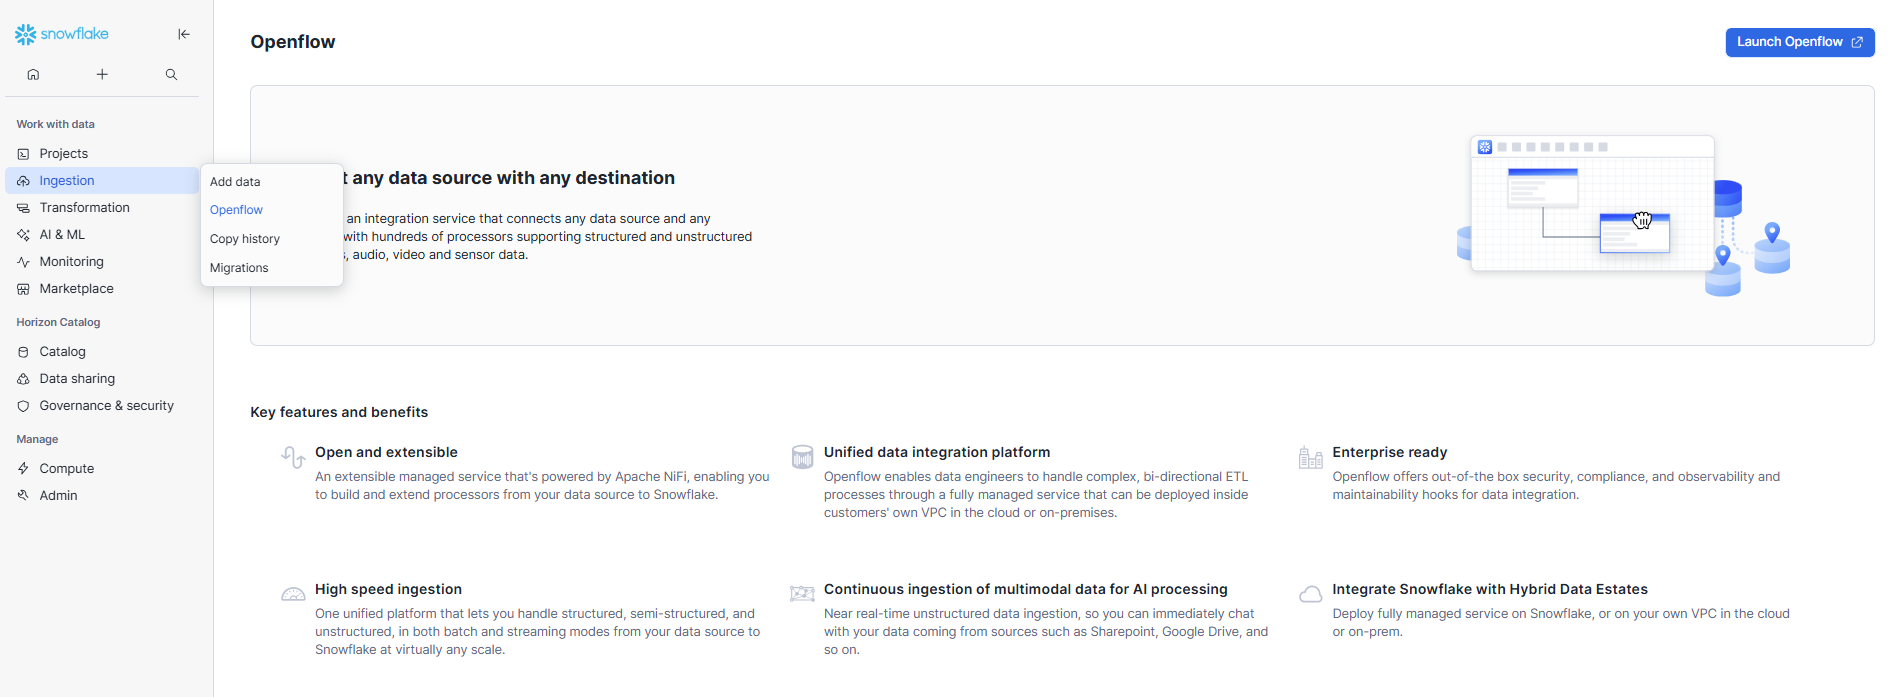 snowflake
Openflow
Launch Openflow
Work with data
Projects
Ingestion
Transformation
AI & ML
Monitoring
Marketplace
Horizon Catalog
Catalog
Data sharing
Governance & security
Manage
Compute
Admin
Add data
Openflow
Copy history
Migrations
any data source with any destination
an integration service that connects any data source and any
with hundreds of processors supporting structured and unstructured
, audio, video and sensor data.
Key features and benefits
Open and extensible
An extensible managed service that's powered by Apache NiFi, enabling you
to build and extend processors from your data source to Snowflake.
Unified data integration platform
Openflow enables data engineers to handle complex, bi-directional ETL
processes through a fully managed service that can be deployed inside
customers' own VPC in the cloud or on-premises.
Enterprise ready
Openflow offers out-of-the box security, compliance, and observability and
maintainability hooks for data integration.
High speed ingestion
One unified platform that lets you handle structured, semi-structured, and
unstructured, in both batch and streaming modes from your data source to
Snowflake at virtually any scale.
Continuous ingestion of multimodal data for AI processing
Near real-time unstructured data ingestion, so you can immediately chat
with your data coming from sources such as Sharepoint, Google Drive, and
so on.
Integrate Snowflake with Hybrid Data Estates
Deploy fully managed service on Snowflake, or on your own VPC in the cloud
or on-prem.